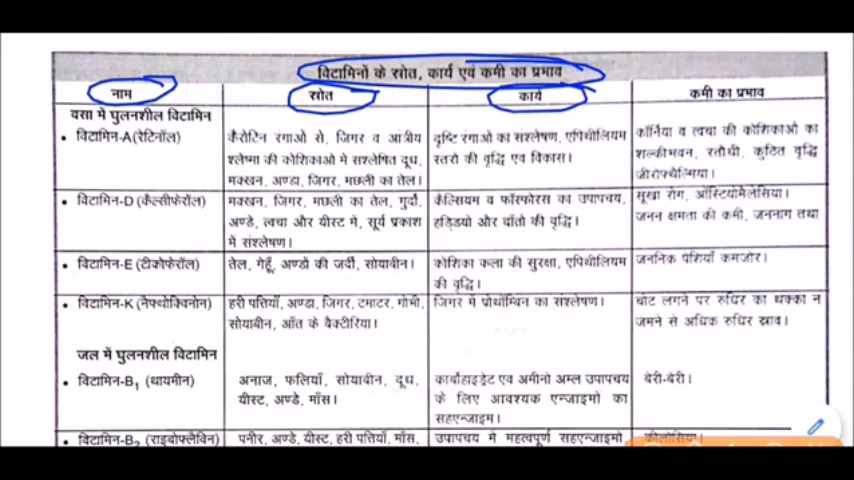 विटामिनों के स्रोत, कार्य एवं कमी का प्रभाव
नाम
स्रोत
कार्य
कमी का प्रभाव
वसा में घुलनशील विटामिन
• विटामिन-A (रेटिनॉल)
कैरोटिन रगाओ से, जिगर व आंत्रीय
श्लेष्मा की कोशिकाओ मे संश्लेषित दूध,
मक्खन, अण्डा, जिगर, मछली का तेल।
दृष्टि रगाओ का सश्लेषण, एपिथीलियम
स्तरो की वृद्धि एव विकास।
कॉर्निया व त्वचा की कोशिकाओ का
शल्कीभवन, रतौधी, कुठित वृद्धि
जीरोफ्थैल्मिया।
• विटामिन-D (कैल्सीफेरॉल)
मक्खन, जिगर, मछली का तेल, गुर्दो,
अण्डे, त्वचा और यीस्ट मे, सूर्य प्रकाश
में संश्लेषण।
कैल्सियम व फॉस्फोरस का उपापचय,
हड्डियो और दाँतो की वृद्धि।
सूखा रोग, ऑस्टियोमैलेसिया।
जनन क्षमता की कमी, जननाग तथा
• विटामिन-E (टोकोफेरॉल)
तेल, गेहूँ, अण्डो की जर्दी, सोयाबीन।
कोशिका कला की सुरक्षा, एपिथीलियम
की वृद्धि।
जननिक पेशियाँ कमजोर।
• विटामिन-K (नैफ्थोक्विनोन)
हरी पत्तियाँ, अण्डा, जिगर, टमाटर, गोभी,
सोयाबीन, आँत के बैक्टीरिया।
जिगर मे प्रोथॉम्बिन का सश्लेषण।
चोट लगने पर रुधिर का थक्का न
जमने से अधिक रुधिर स्राव।
जल में घुलनशील विटामिन
• विटामिन-B₁ (थायमीन)
अनाज, फलियाँ, सोयाबीन, दूध,
यीस्ट, अण्डे, माँस।
कार्बोहाइड्रेट एव अमीनो अम्ल उपापचय
के लिए आवश्यक एन्जाइमो का
सहएन्जाइम।
बेरी-बेरी।
• विटामिन-B₂ (राइबोफ्लैविन)
पनीर, अण्डे, यीस्ट, हरी पत्तियाँ, माँस,
उपापचय मे महत्वपूर्ण सहएन्जाइमो
कीलोसिया।